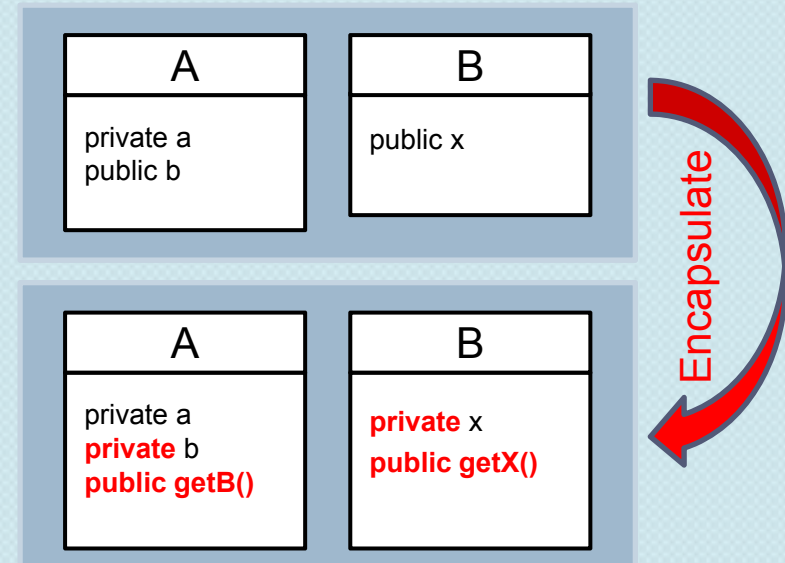 A
private a
public b
B
public x
Encapsulate
A
private a
private b
public getB()
B
private x
public getX()